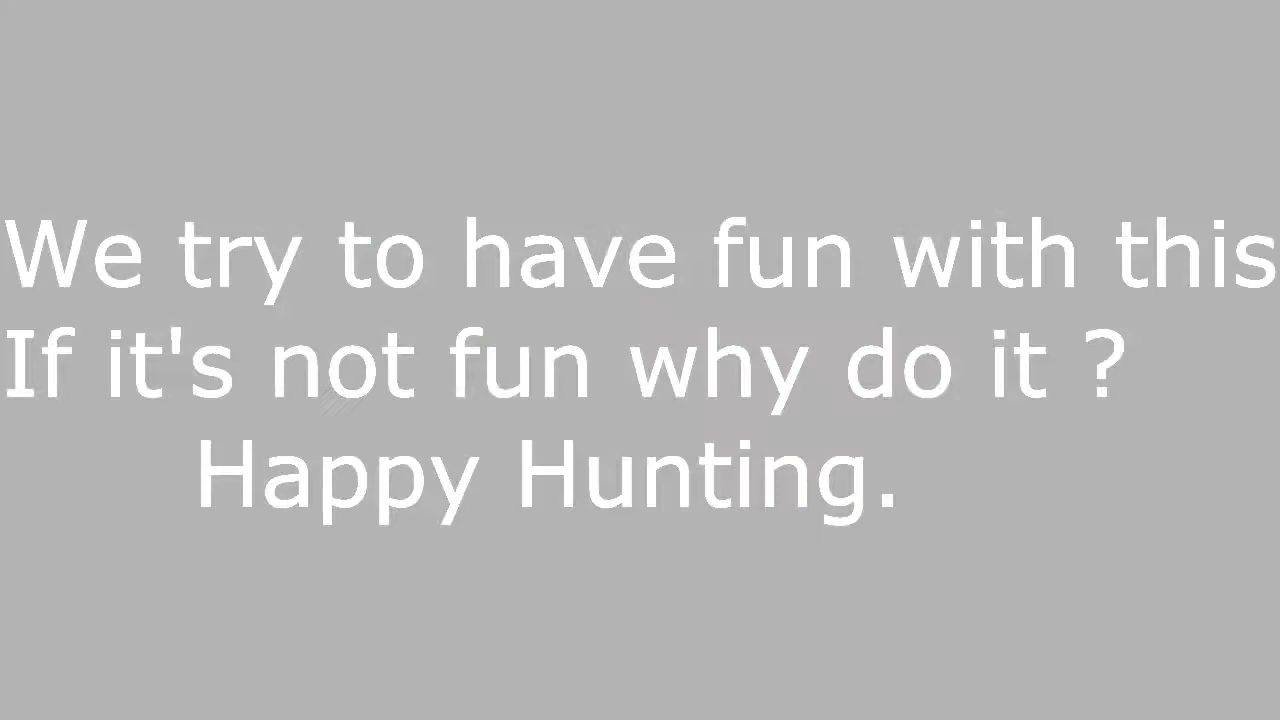 We try to have fun with this
If it's not fun why do it ?
Happy Hunting.